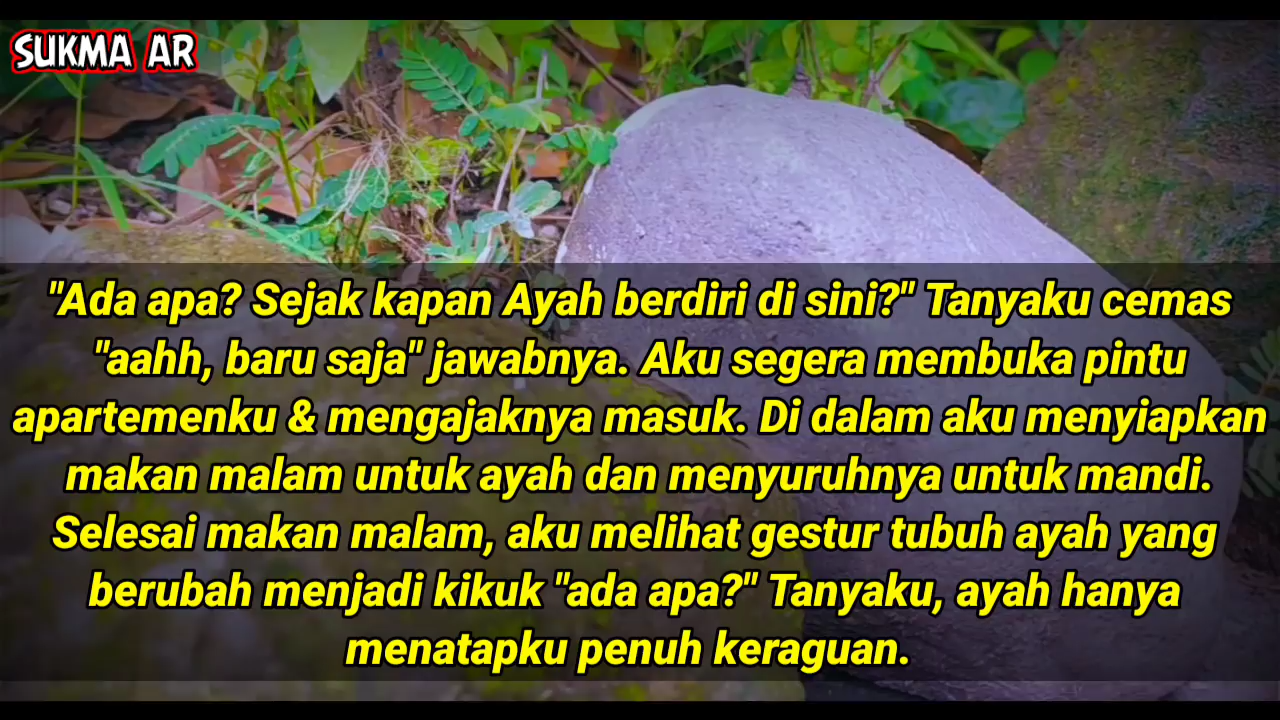 SUKMA AR
"Ada apa? Sejak kapan Ayah berdiri di sini?" Tanyaku cemas
"aahh, baru saja" jawabnya. Aku segera membuka pintu
apartemenku & mengajaknya masuk. Di dalam aku menyiapkan
makan malam untuk ayah dan menyuruhnya untuk mandi.
Selesai makan malam, aku melihat gestur tubuh ayah yang
berubah menjadi kikuk "ada apa?" Tanyaku, ayah hanya
menatapku penuh keraguan.